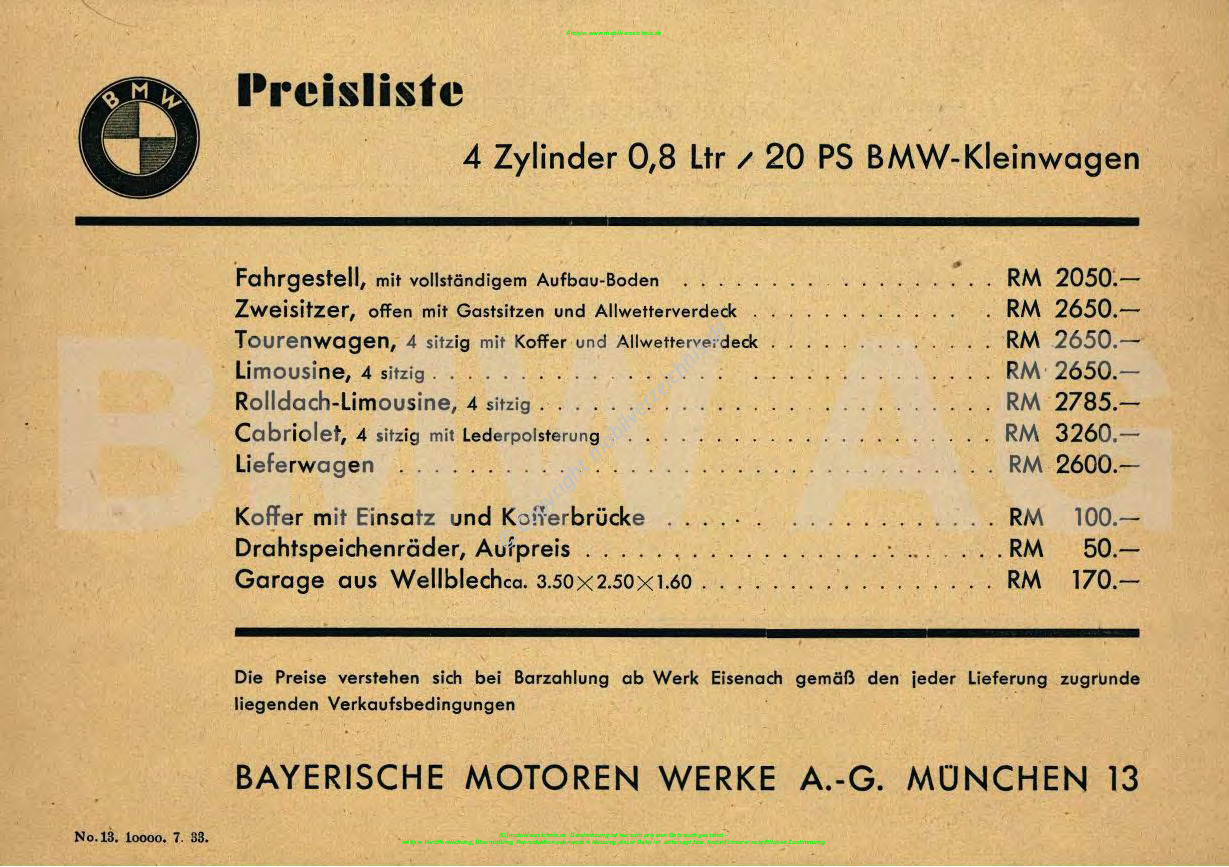 BMW
Preisliste
4 Zylinder 0,8 Ltr / 20 PS BMW-Kleinwagen
Fahrgestell, mit vollständigem Aufbau-Boden . . . . . . . . . . . . . . . . . RM 2050.—
Zweisitzer, offen mit Gastsitzen und Allwetterverdeck . . . . . . . . . . . . . RM 2650.—
Tourenwagen, 4 sitzig mit Koffer und Allwetterverdeck . . . . . . . . . . . . . RM 2650.—
Limousine, 4 sitzig . . . . . . . . . . . . . . . . . . . . . . . . . . . . . . . RM 2650.—
Rolldach-Limousine, 4 sitzig . . . . . . . . . . . . . . . . . . . . . . . . . . RM 2785.—
Cabriolet, 4 sitzig mit Lederpolsterung . . . . . . . . . . . . . . . . . . . . . . RM 3260.—
Lieferwagen . . . . . . . . . . . . . . . . . . . . . . . . . . . . . . . . . . RM 2600.—
Koffer mit Einsatz und Kofferbrücke . . . . . . . . . . . . . . . . . RM 100.—
Drahtspeichenräder, Aufpreis . . . . . . . . . . . . . . . . . . . . . . . RM 50.—
Garage aus Wellblech ca. 3.50×2.50×1.60 . . . . . . . . . . . . . . . . . RM 170.—
BMW AG
Die Preise verstehen sich bei Barzahlung ab Werk Eisenach gemäß den jeder Lieferung zugrunde
liegenden Verkaufsbedingungen
BAYERISCHE MOTOREN WERKE A.-G. MÜNCHEN 13
No. 13. 10000. 7. 33.